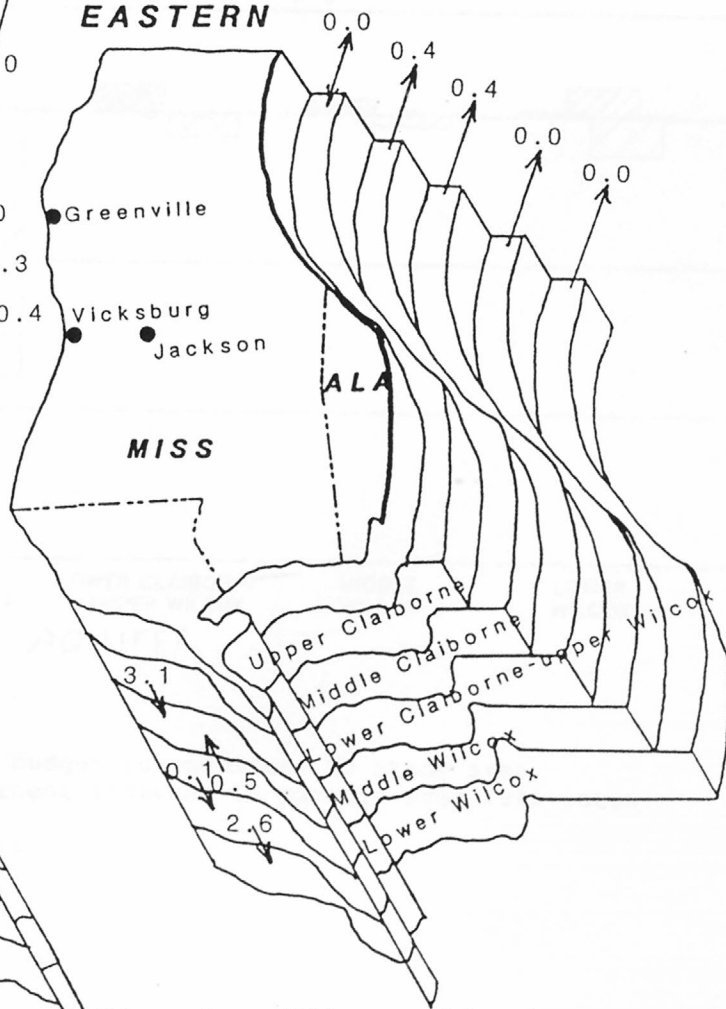 EASTERN
0.0
0.4
0.4
0.0
0.0
0
0
.3
0.4
Greenville
Vicksburg
Jackson
ALA
MISS
Upper Claiborne
Middle Claiborne
Lower Claiborne-upper Wilcox
Middle Wilcox
Lower Wilcox
3.1
0.1
0.5
2.6